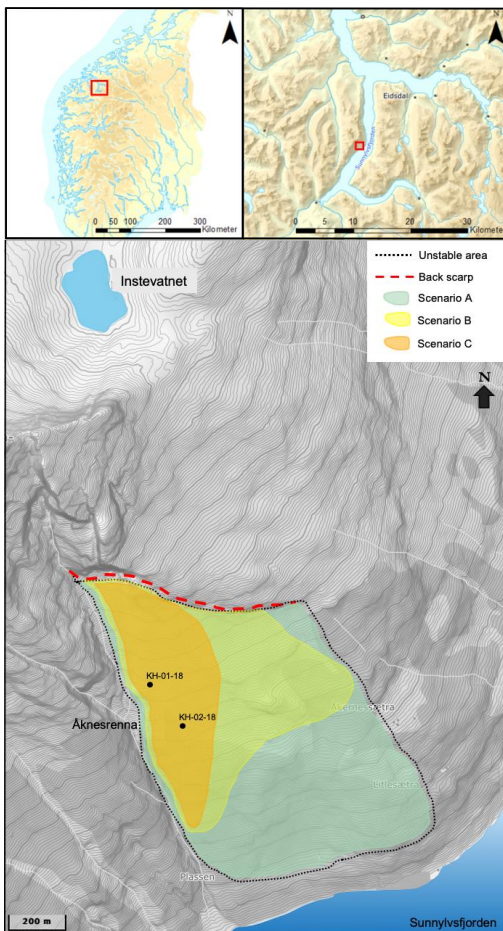 N
0 50 100 200 300
Kilometer
N
Eidsdal
Sunnylvsfjorden
0 5 10 20 30
Kilometer
Instevatnet
Unstable area
Back scarp
Scenario A
Scenario B
Scenario C
N
KH-01-18
Åknesrenna
KH-02-18
Plassen
200 m
Sunnylvsfjorden